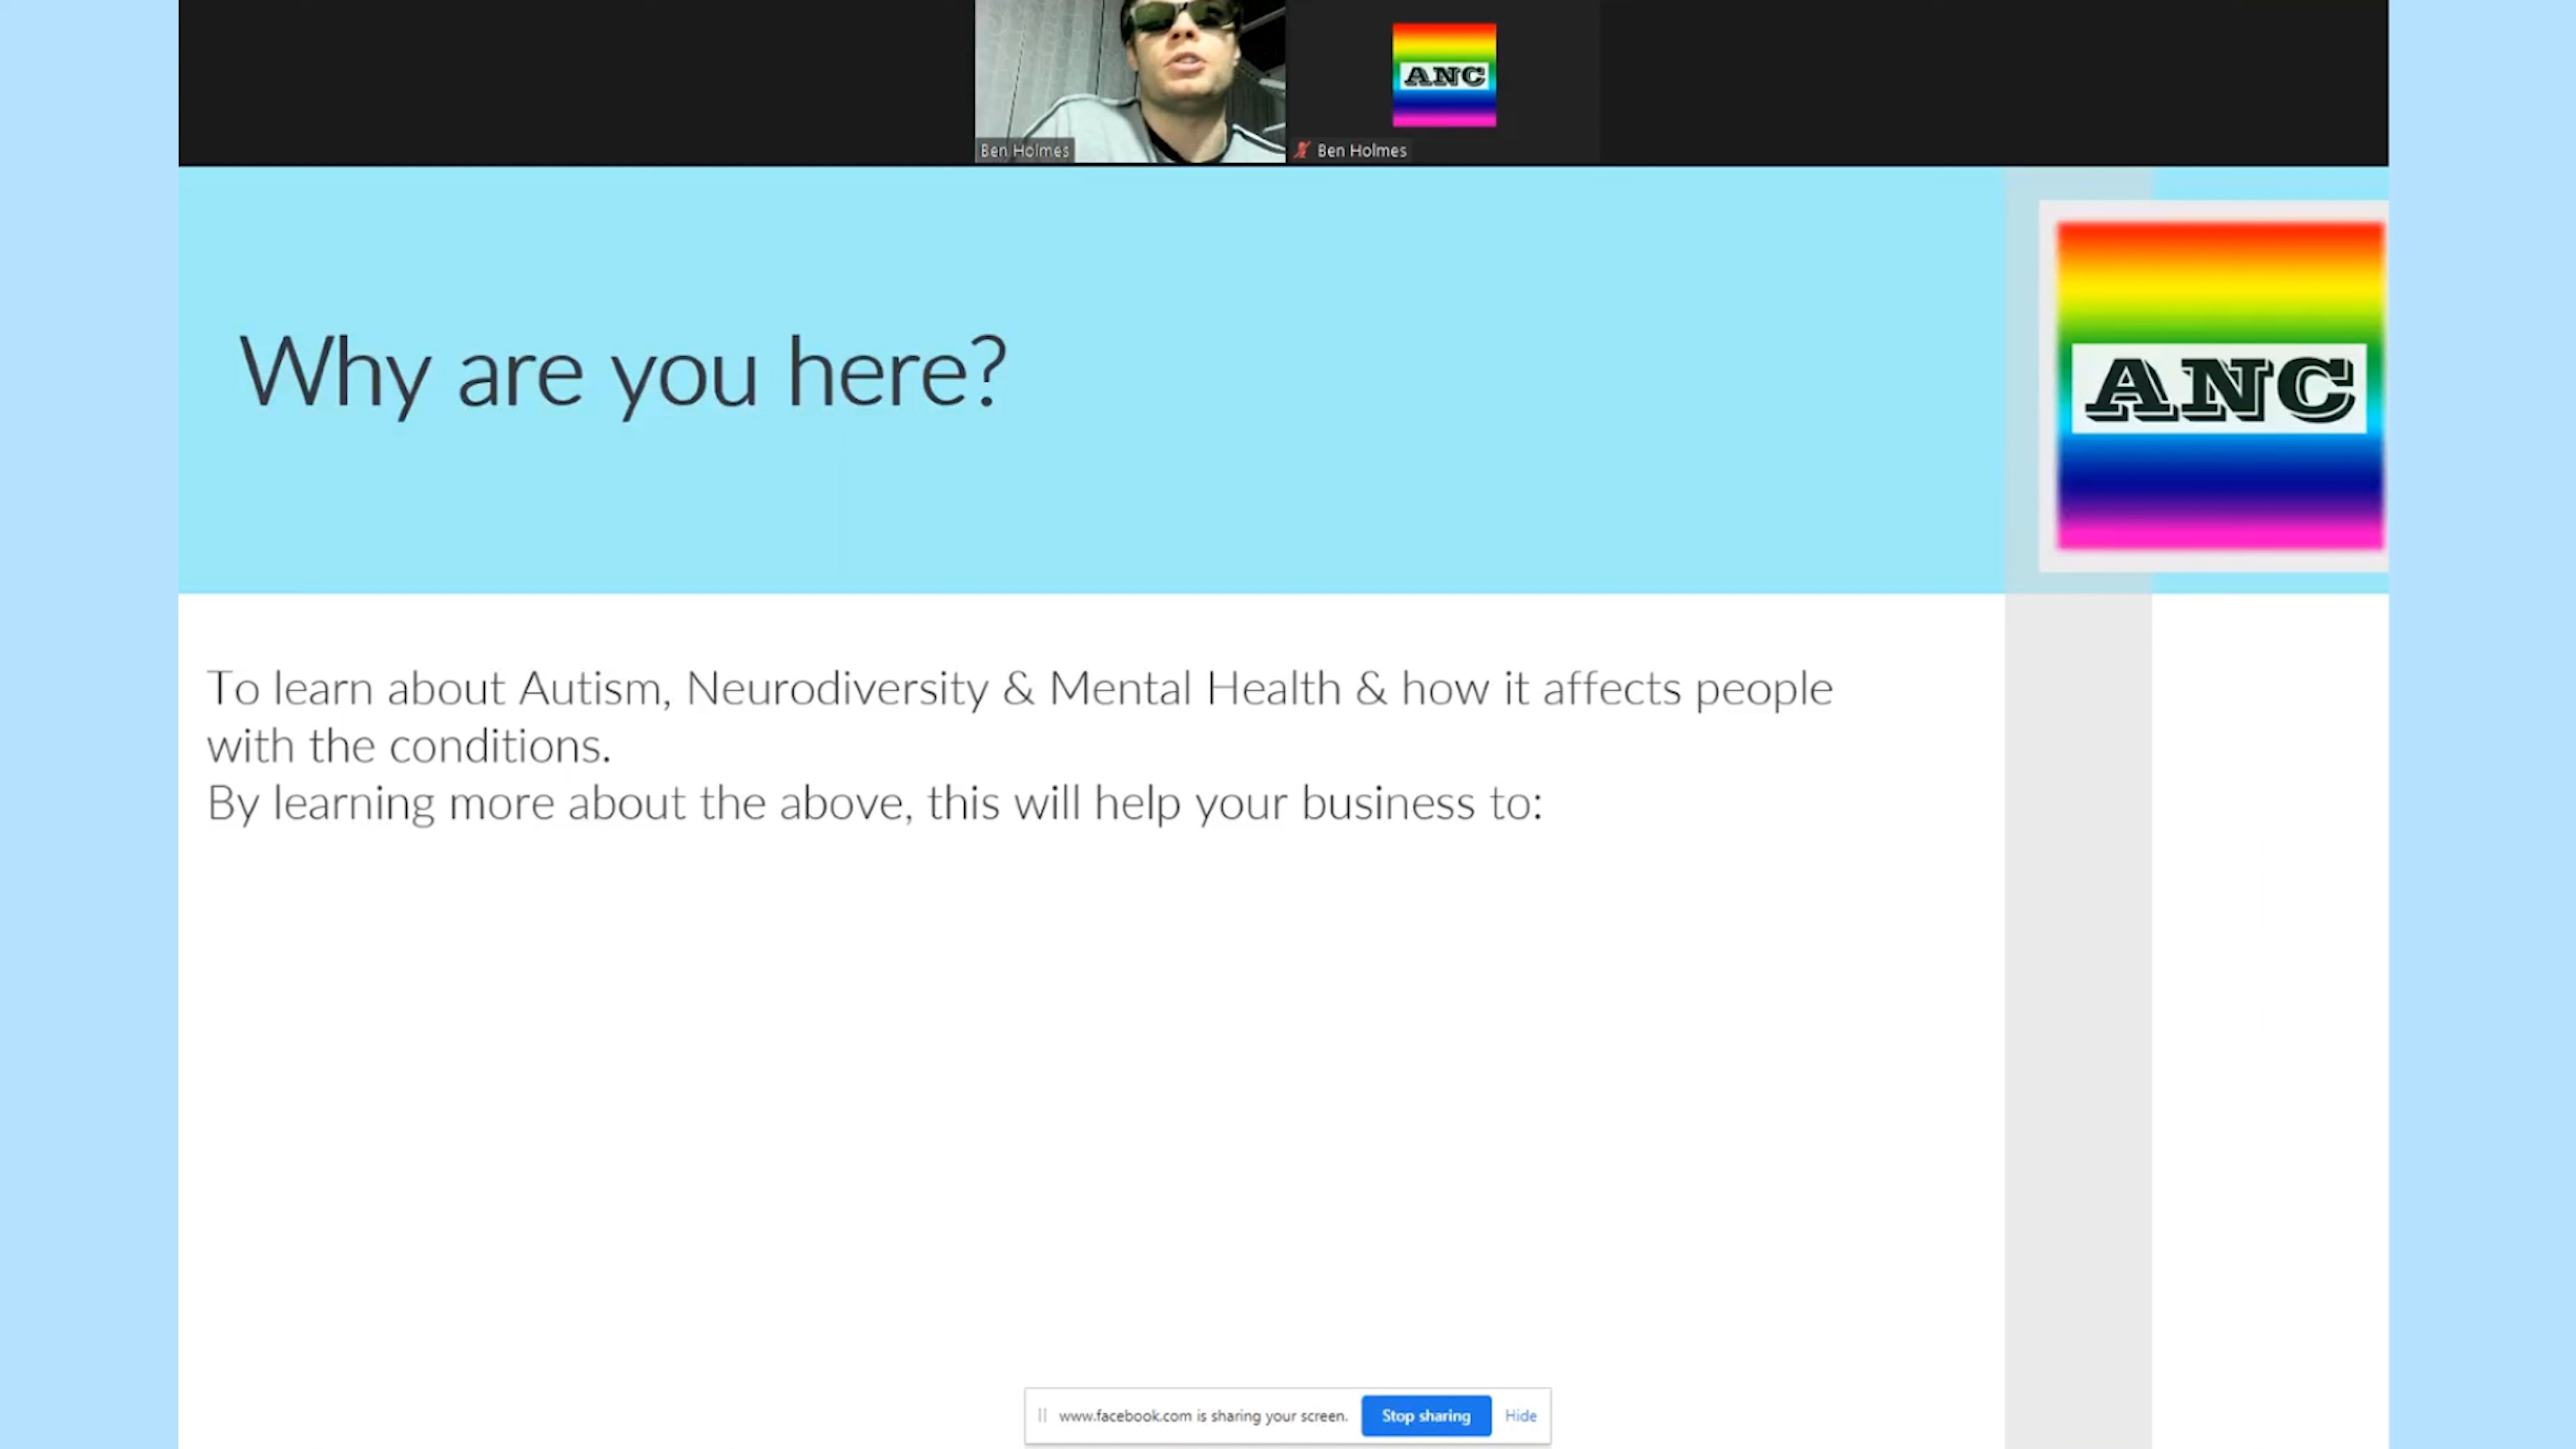 ANC
Ben Holmes
Ben Holmes
Why are you here?
ANC
To learn about Autism, Neurodiversity & Mental Health & how it affects people
with the conditions.
By learning more about the above, this will help your business to:
www.facebook.com is sharing your screen.
Stop sharing
Hide